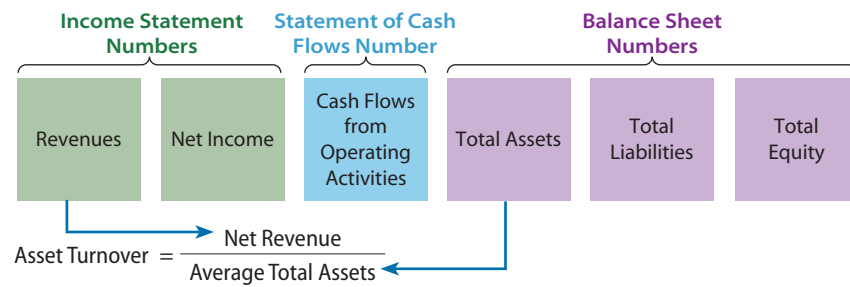 Income Statement
Numbers
Statement of Cash
Flows Number
Balance Sheet
Numbers
Revenues
Net Income
Cash Flows
from
Operating
Activities
Total Assets
Total
Liabilities
Total
Equity
Asset Turnover =
Net Revenue
Average Total Assets